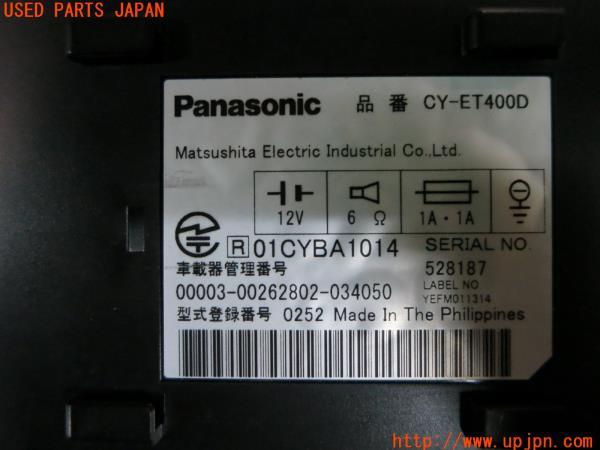 USED PARTS JAPAN
Panasonic 品番 CY-ET400D
Matsushita Electric Industrial Co.,Ltd.
12V 6 Ω 1A・1A
R 01CYBA1014 SERIAL NO.
車載器管理番号 528187
LABEL NO
00003-00262802-034050 YEFM011314
型式登録番号 0252 Made In The Philippines
http://www.upjpn.com/